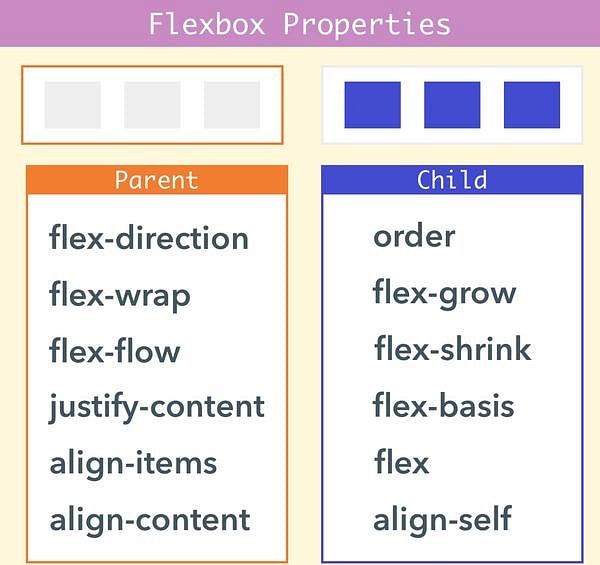 Flexbox Properties
Parent
flex-direction
flex-wrap
flex-flow
justify-content
align-items
align-content
Child
order
flex-grow
flex-shrink
flex-basis
flex
align-self